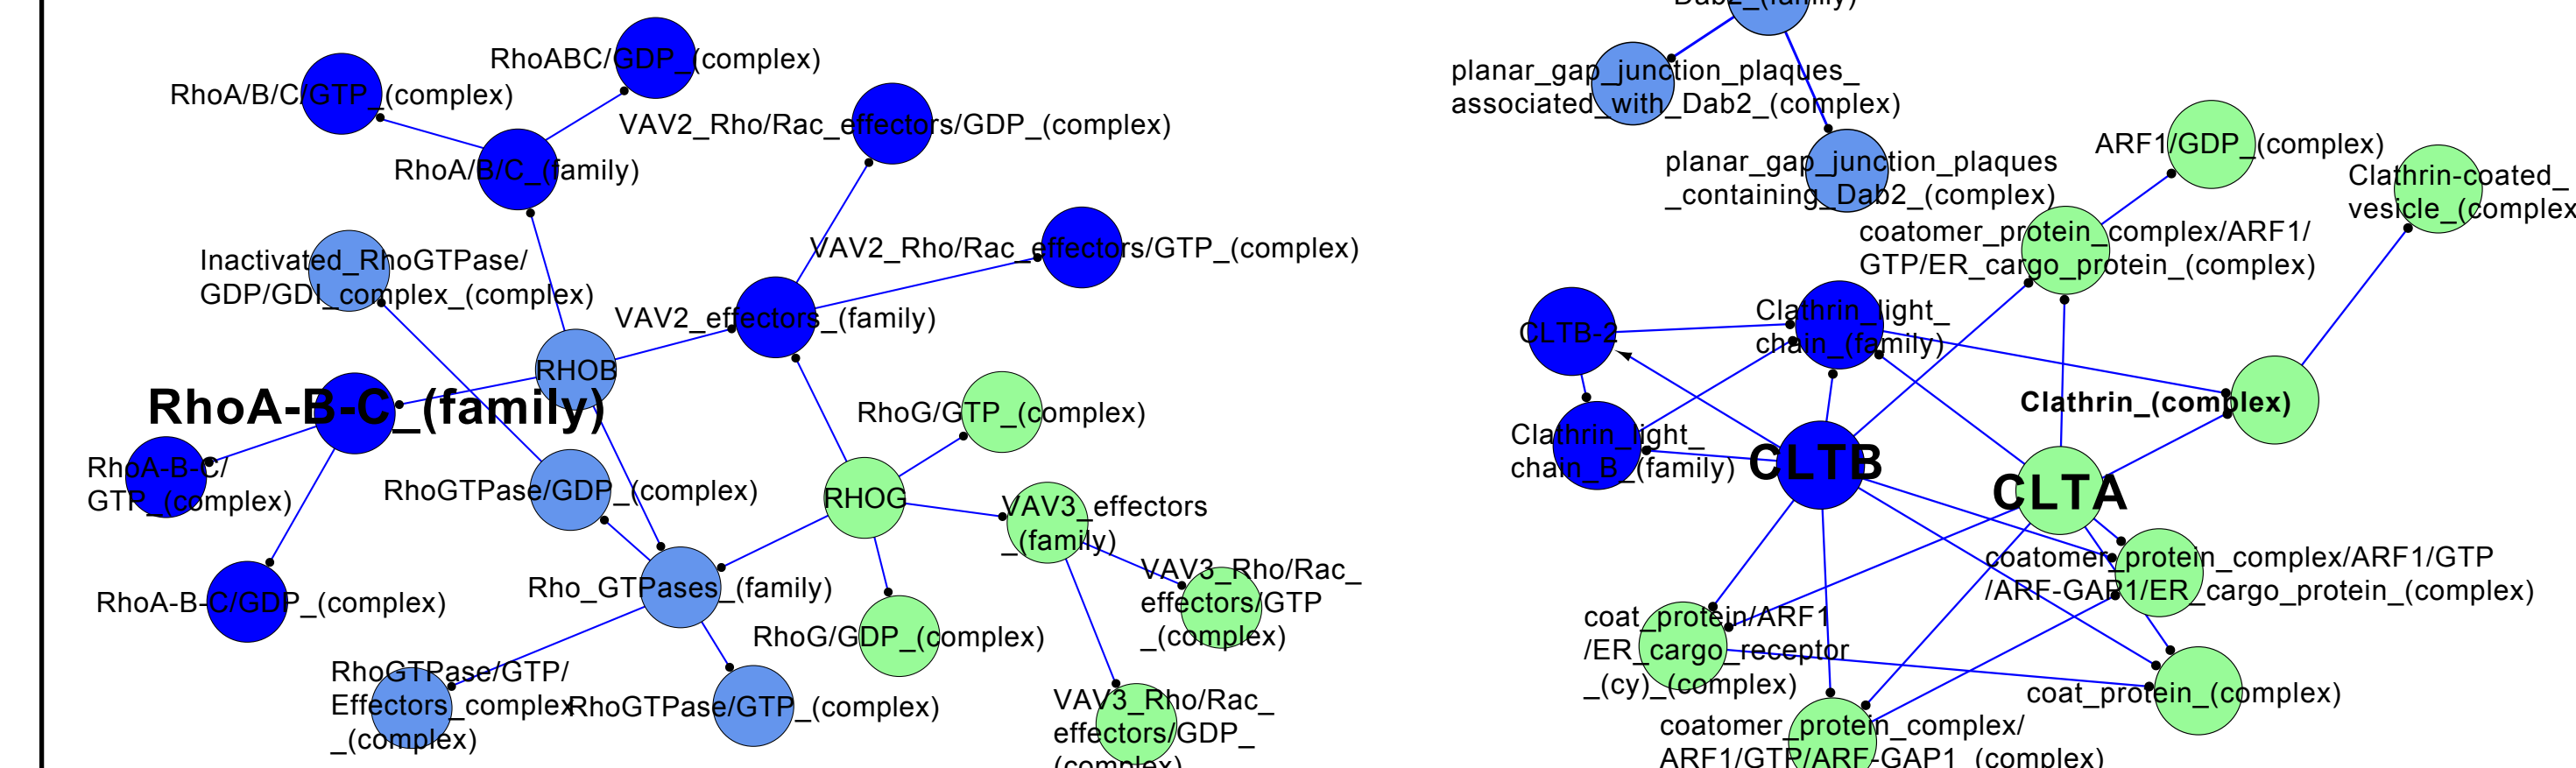 RhoABC/GDP_(complex)
RhoA/B/C/GTP_(complex)
VAV2_Rho/Rac_effectors/GDP_(complex)
RhoA/B/C_(family)
VAV2_Rho/Rac_effectors/GTP_(complex)
Inactivated_RhoGTPase/
GDP/GDI_complex_(complex)
VAV2_effectors_(family)
RHOB
RhoA-B-C_(family)
RhoG/GTP_(complex)
RhoA-B-C/
GTP_(complex)
RhoGTPase/GDP_(complex)
RHOG
VAV3_effectors
_(family)
RhoA-B-C/GDP_(complex)
Rho_GTPases_(family)
VAV3_Rho/Rac_
effectors/GTP
_(complex)
RhoG/GDP_(complex)
RhoGTPase/GTP/
Effectors_complex
_(complex)
RhoGTPase/GTP_(complex)
VAV3_Rho/Rac_
effectors/GDP_
(complex)
Dab2_(family)
planar_gap_junction_plaques_
associated_with_Dab2_(complex)
planar_gap_junction_plaques
_containing_Dab2_(complex)
ARF1/GDP_(complex)
Clathrin-coated_
vesicle_(complex
coatomer_protein_complex/ARF1/
GTP/ER_cargo_protein_(complex)
CLTB-2
Clathrin_light_
chain_(family)
Clathrin_(complex)
Clathrin_light_
chain_B_(family)
CLTB
CLTA
coatomer_protein_complex/ARF1/GTP
/ARF-GAP1/ER_cargo_protein_(complex)
coat_protein/ARF1
/ER_cargo_receptor
_(cy)_(complex)
coat_protein_(complex)
coatomer_protein_complex/
ARF1/GTP/ARF-GAP1_(complex)